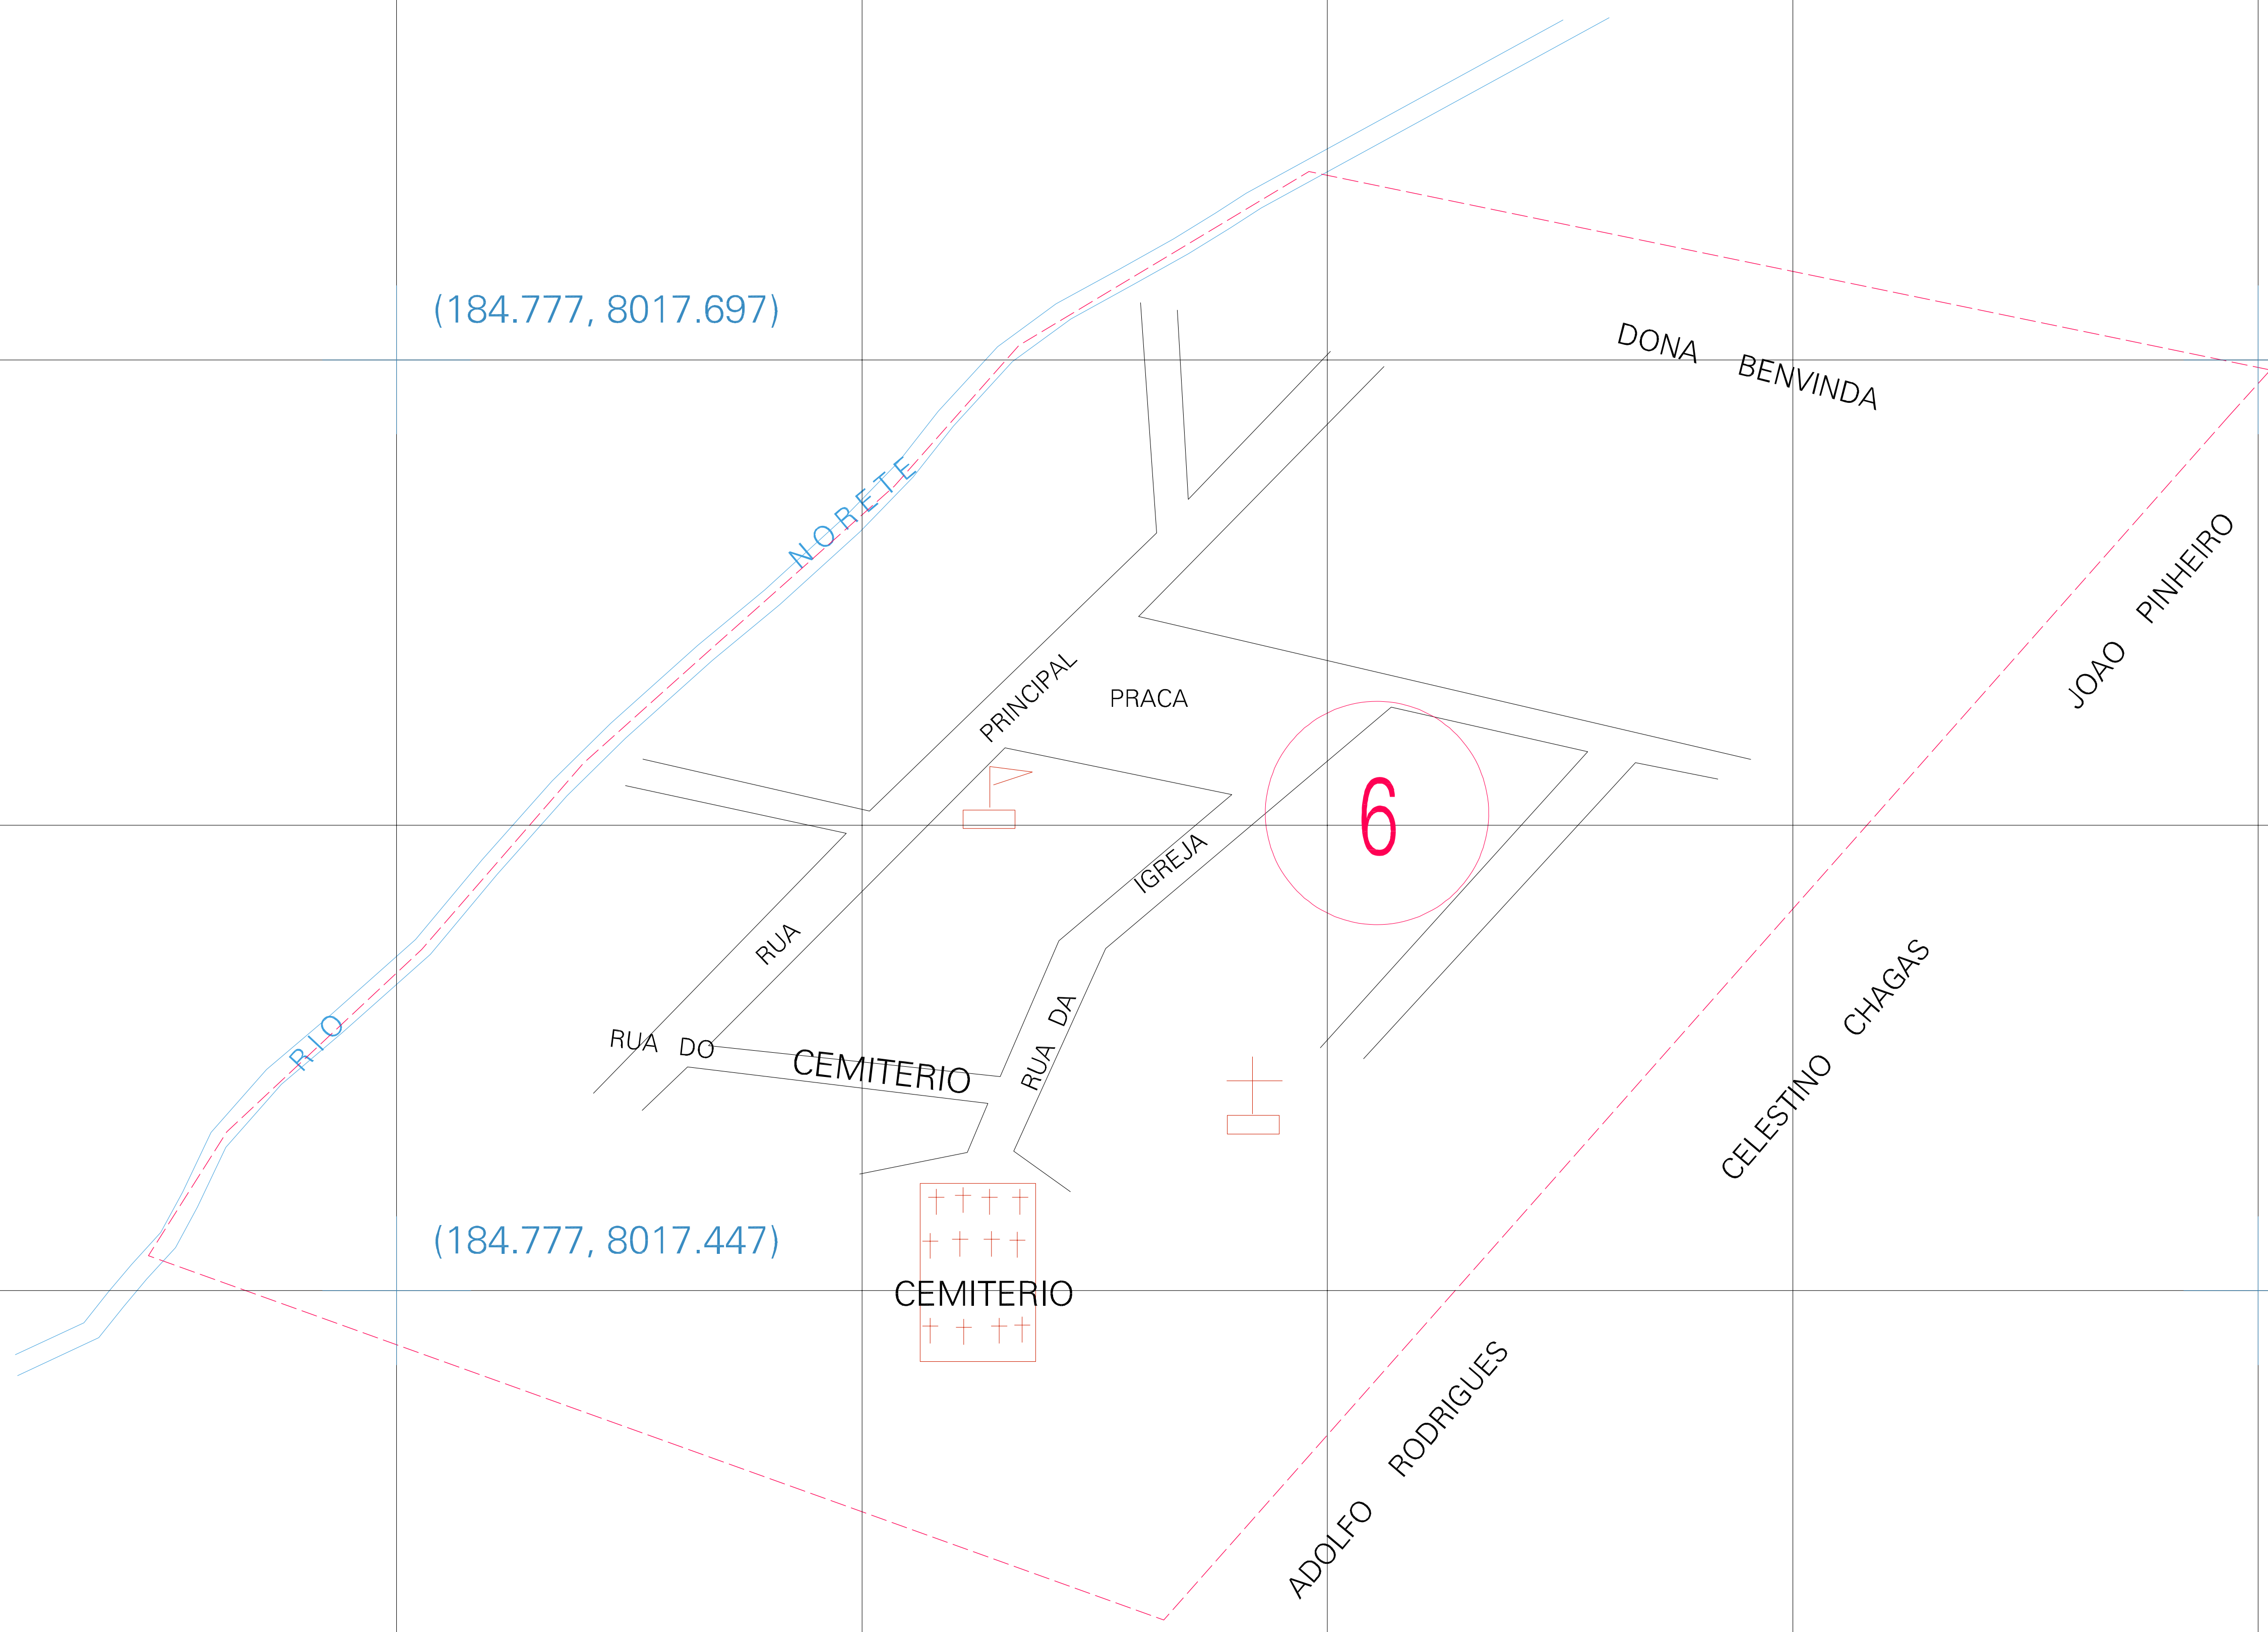 (184.777, 8017.697)
DONA BENVINDA
RIO NORETE
JOAO PINHEIRO
RUA PRINCIPAL
PRACA
6
RUA DA IGREJA
CELESTINO CHAGAS
RUA DO CEMITERIO
(184.777, 8017.447)
CEMITERIO
ADOLFO RODRIGUES